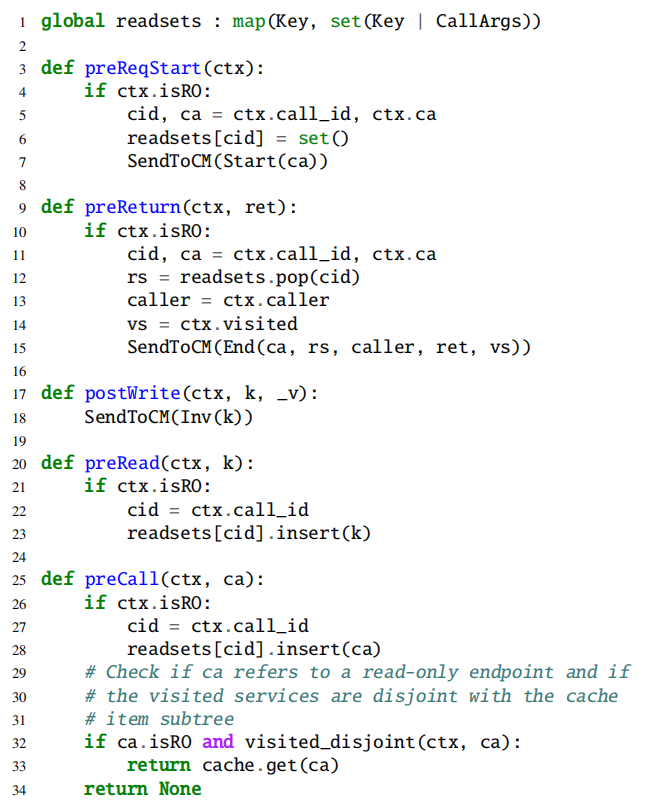 1 global readsets : map(Key, set(Key | CallArgs))
2
3 def preReqStart(ctx):
4     if ctx.isRO:
5         cid, ca = ctx.call_id, ctx.ca
6         readsets[cid] = set()
7         SendToCM(Start(ca))
8
9 def preReturn(ctx, ret):
10     if ctx.isRO:
11         cid, ca = ctx.call_id, ctx.ca
12         rs = readsets.pop(cid)
13         caller = ctx.caller
14         vs = ctx.visited
15         SendToCM(End(ca, rs, caller, ret, vs))
16
17 def postWrite(ctx, k, _v):
18     SendToCM(Inv(k))
19
20 def preRead(ctx, k):
21     if ctx.isRO:
22         cid = ctx.call_id
23         readsets[cid].insert(k)
24
25 def preCall(ctx, ca):
26     if ctx.isRO:
27         cid = ctx.call_id
28         readsets[cid].insert(ca)
29     # Check if ca refers to a read-only endpoint and if
30     # the visited services are disjoint with the cache
31     # item subtree
32     if ca.isRO and visited_disjoint(ctx, ca):
33         return cache.get(ca)
34     return None